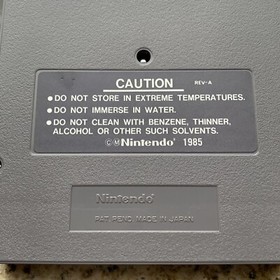 CAUTION REV-A
●DO NOT STORE IN EXTREME TEMPERATURES.
●DO NOT IMMERSE IN WATER.
●DO NOT CLEAN WITH BENZENE, THINNER,
ALCOHOL OR OTHER SUCH SOLVENTS.
©M Nintendo® 1985
Nintendo®
PAT. PEND. MADE IN JAPAN